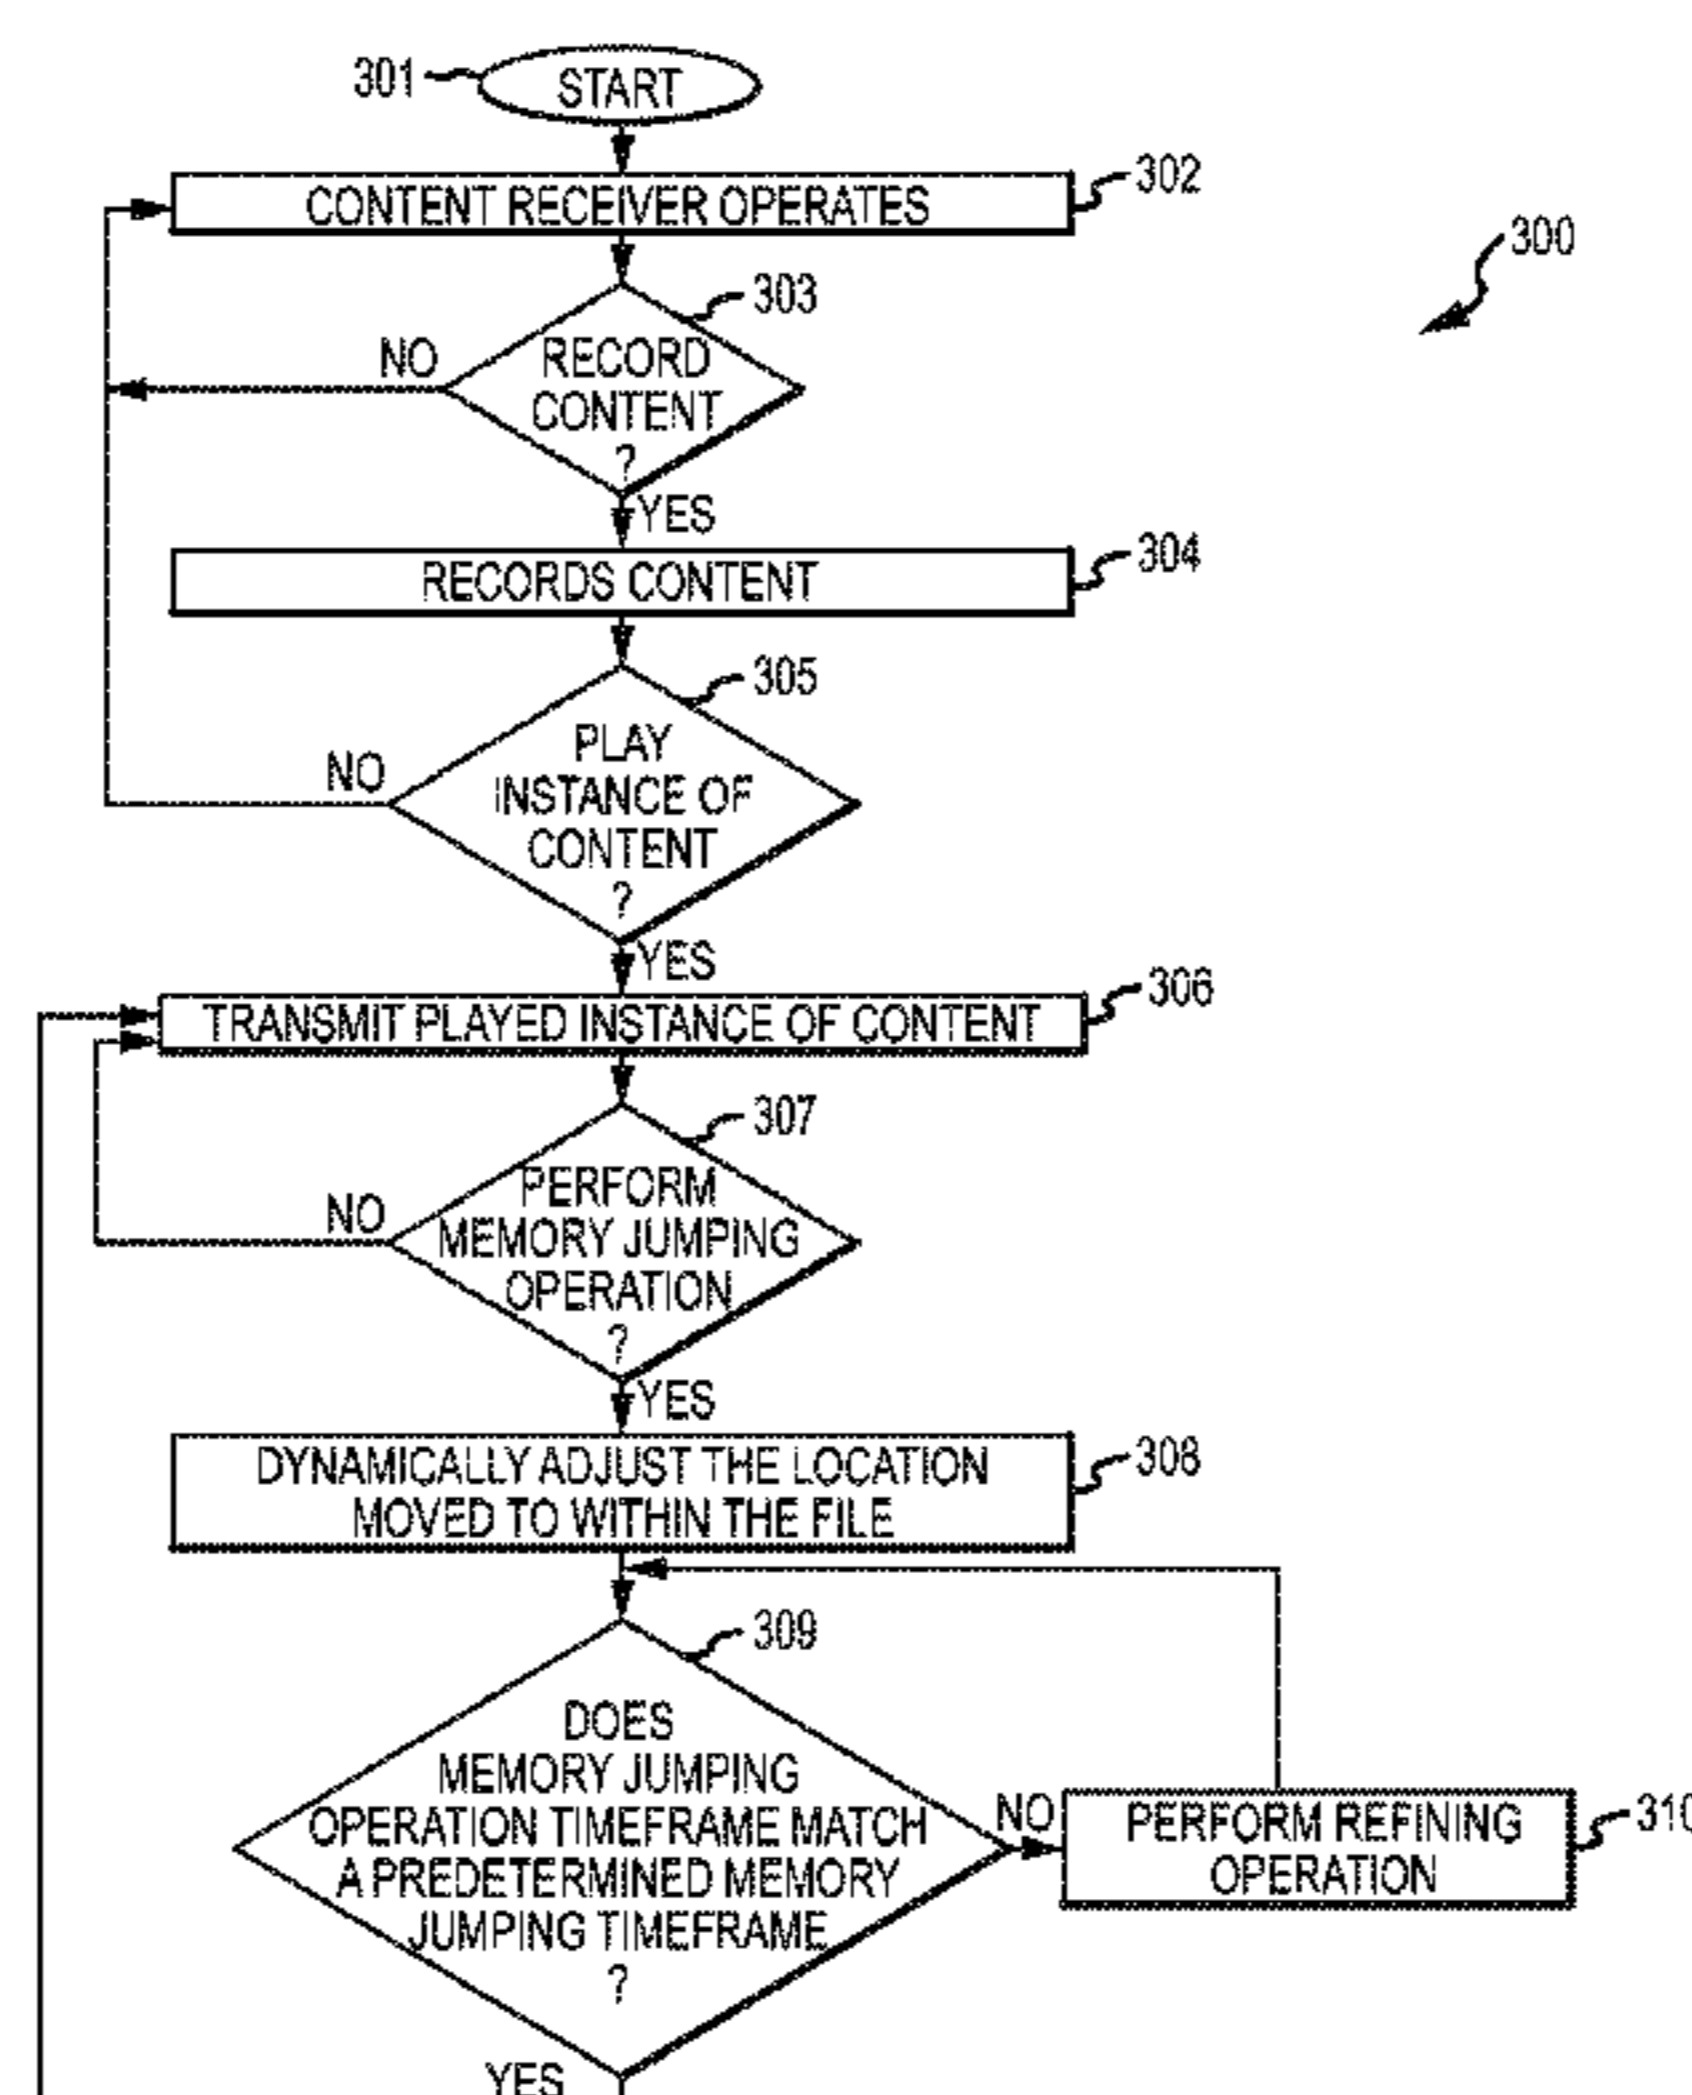 301
START
302
CONTENT RECEIVER OPERATES
300
303
NO
RECORD
CONTENT
?
YES
304
RECORDS CONTENT
305
PLAY
NO
INSTANCE OF
CONTENT
?
YES
306
TRANSMIT PLAYED INSTANCE OF CONTENT
307
PERFORM
NO
MEMORY JUMPING
OPERATION
?
YES
308
DYNAMICALLY ADJUST THE LOCATION
MOVED TO WITHIN THE FILE
309
DOES
MEMORY JUMPING
OPERATION TIMEFRAME MATCH
A PREDETERMINED MEMORY
JUMPING TIMEFRAME
?
NO
PERFORM REFINING
OPERATION
310
YES